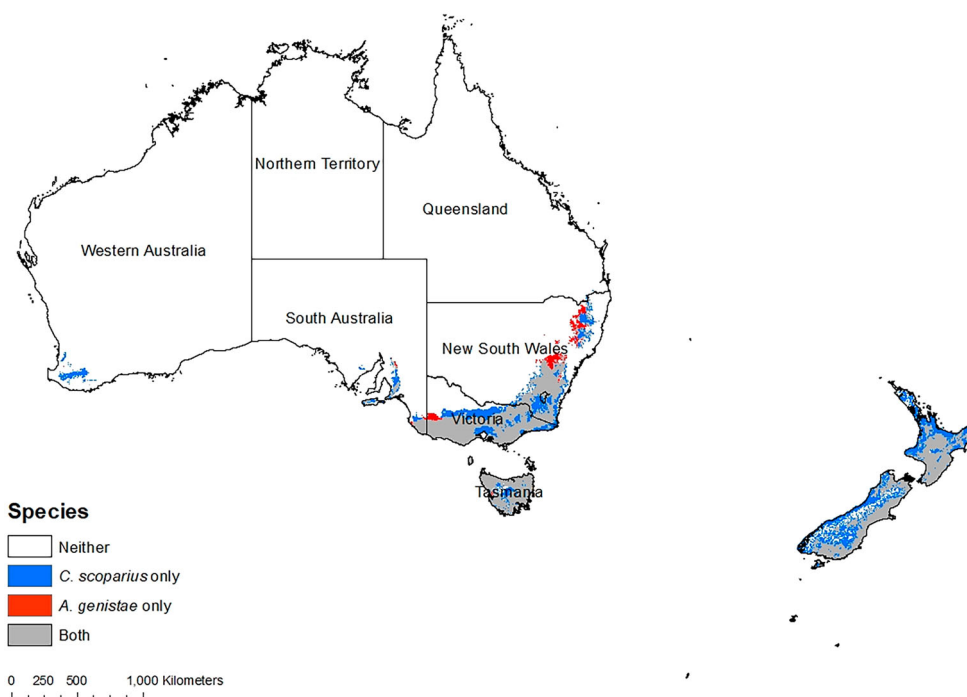 Northern Territory
Queensland
Western Australia
South Australia
New South Wales
Victoria
Tasmania
Species
Neither
C. scoparius only
A. genistae only
Both
0 250 500 1,000 Kilometers